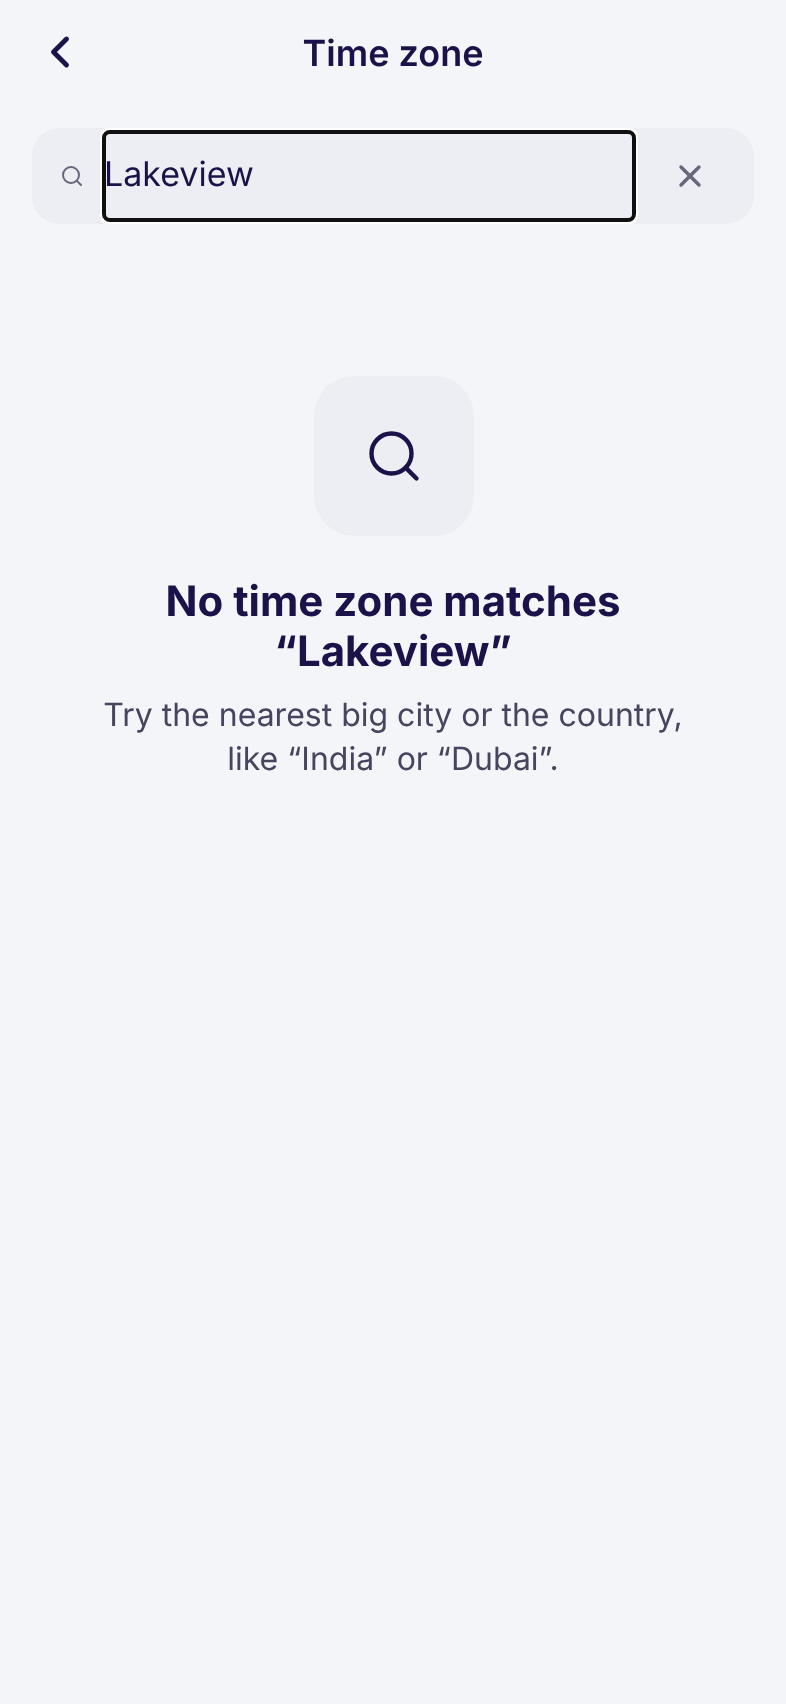 Time zone
Lakeview
No time zone matches
“Lakeview”
Try the nearest big city or the country,
like “India” or “Dubai”.